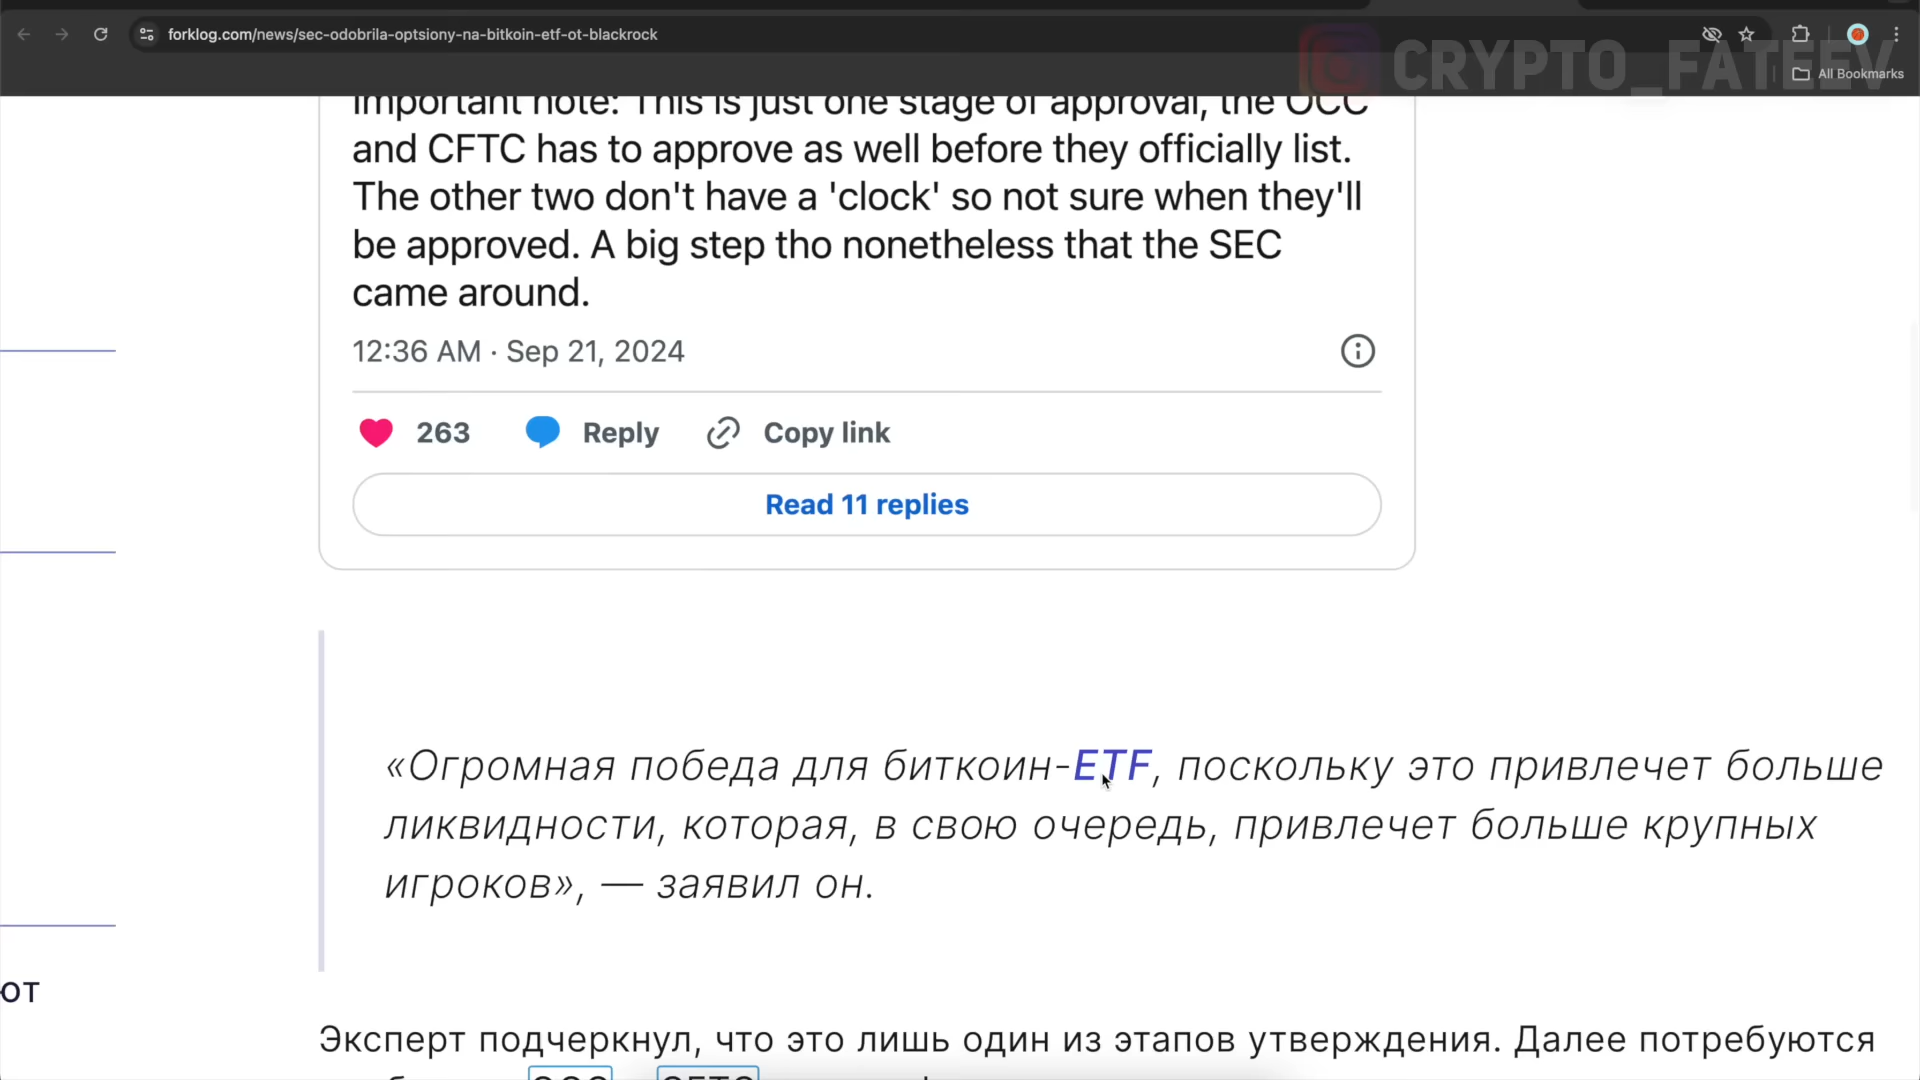 forklog.com/news/sec-odobrila-optsiony-na-bitkoin-etf-ot-blackrock
CRYPTO_FATEEV
All Bookmarks
Important note: This is just one stage of approval, the OCC
and CFTC has to approve as well before they officially list.
The other two don't have a 'clock' so not sure when they'll
be approved. A big step tho nonetheless that the SEC
came around.
12:36 AM · Sep 21, 2024
263 Reply Copy link
Read 11 replies
«Огромная победа для биткоин-ETF, поскольку это привлечет больше
ликвидности, которая, в свою очередь, привлечет больше крупных
игроков», — заявил он.
ют
Эксперт подчеркнул, что это лишь один из этапов утверждения. Далее потребуются
OCC CFTC